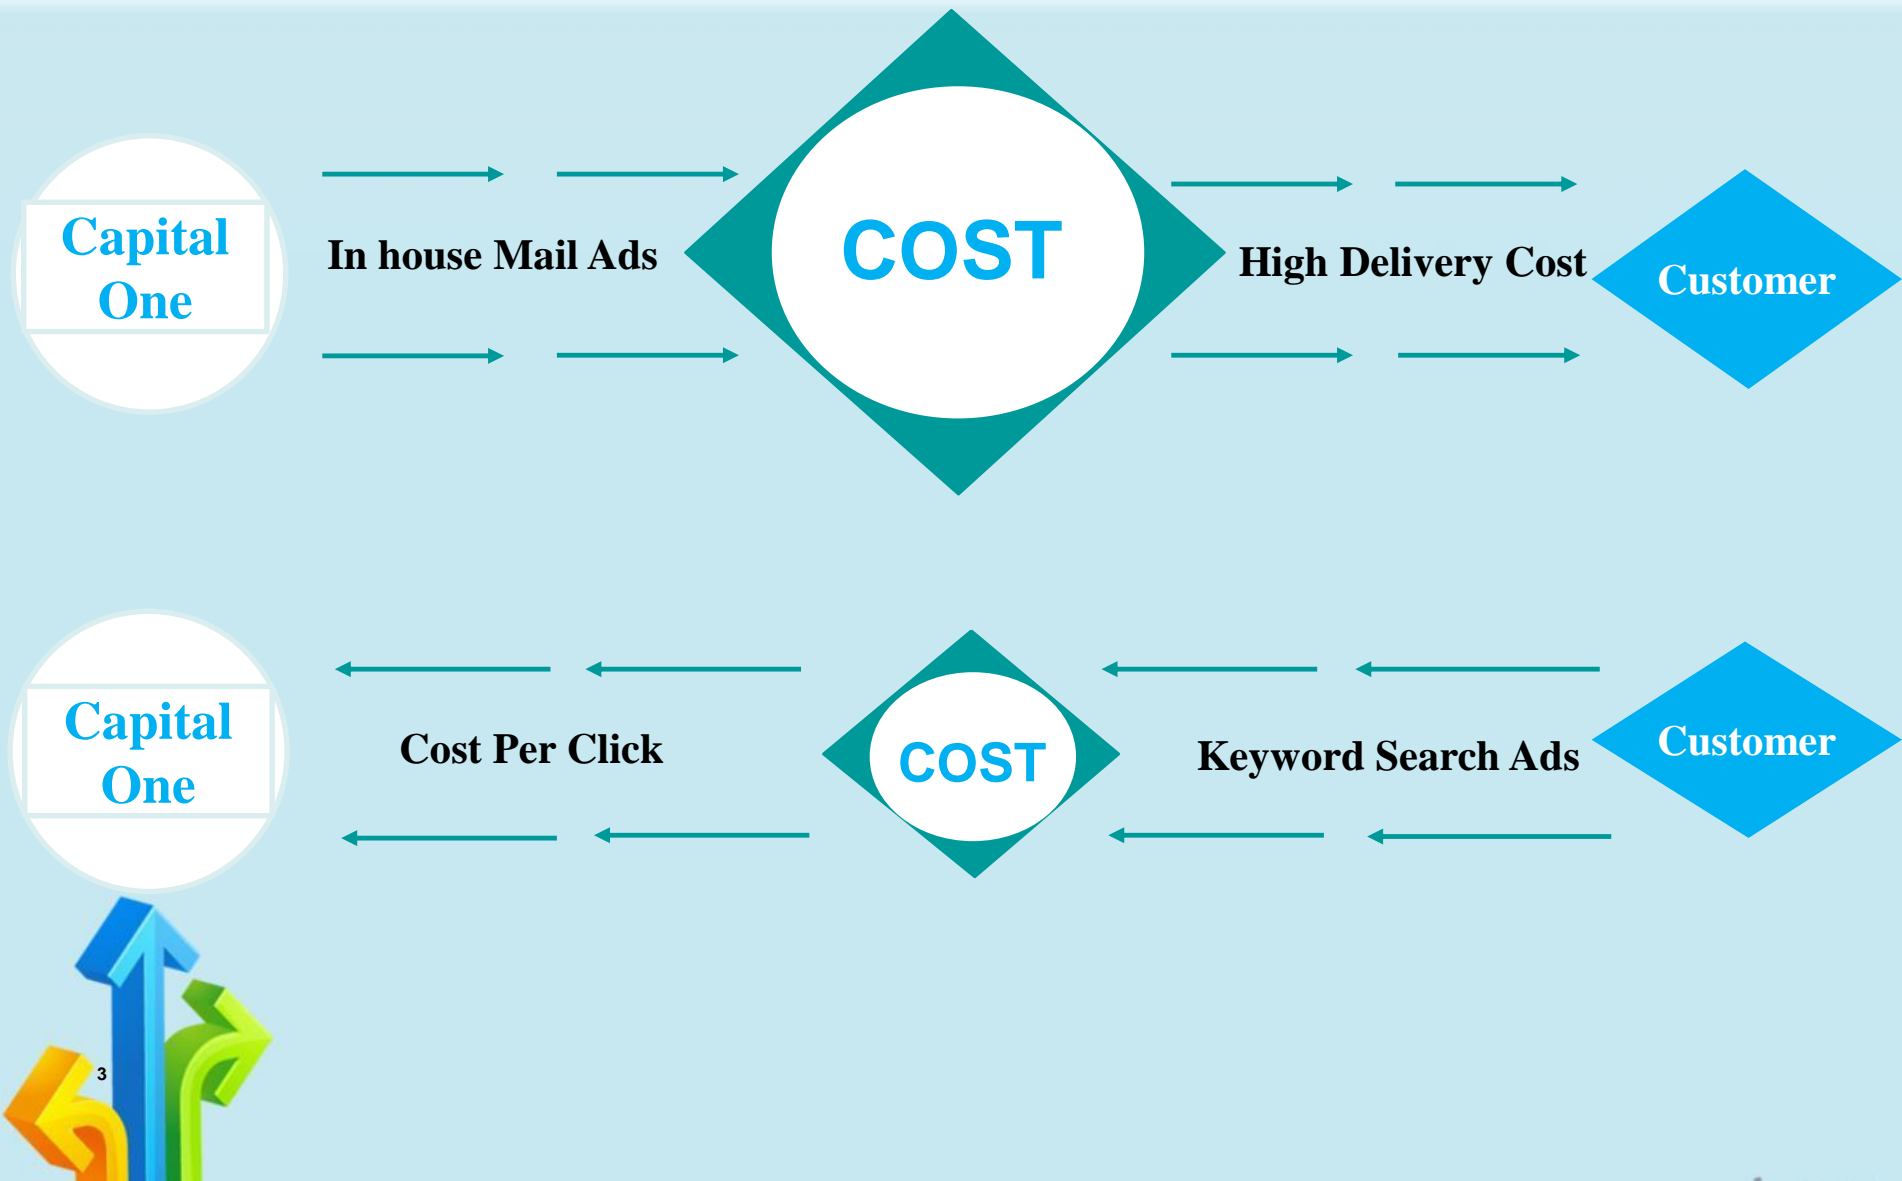 Capital
One
In house Mail Ads
COST
High Delivery Cost
Customer
Capital
One
Cost Per Click
COST
Keyword Search Ads
Customer
3